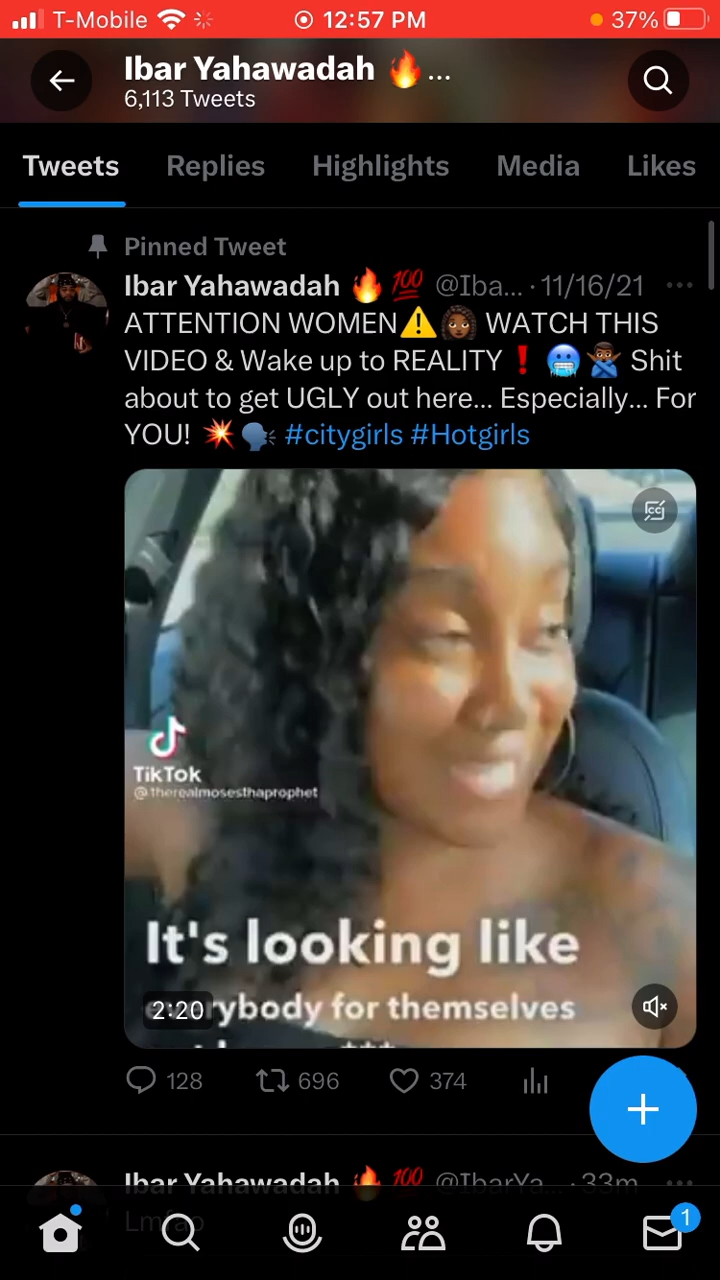 T-Mobile 12:57 PM 37%
Ibar Yahawadah 🔥...
6,113 Tweets
Tweets Replies Highlights Media Likes
Pinned Tweet
Ibar Yahawadah 🔥💯 @Iba... · 11/16/21
ATTENTION WOMEN⚠️👩🏾‍🦱 WATCH THIS
VIDEO & Wake up to REALITY❗🥶🙅🏾‍♂️ Shit
about to get UGLY out here... Especially... For
YOU! 💥🗣️ #citygirls #Hotgirls
CC
TikTok
@therealmosesthaprophet
It's looking like
rybody for themselves
2:20
128 696 374
Ibar Yahawadah 🔥💯 @IbarYa... · 33m
Lmfao
1